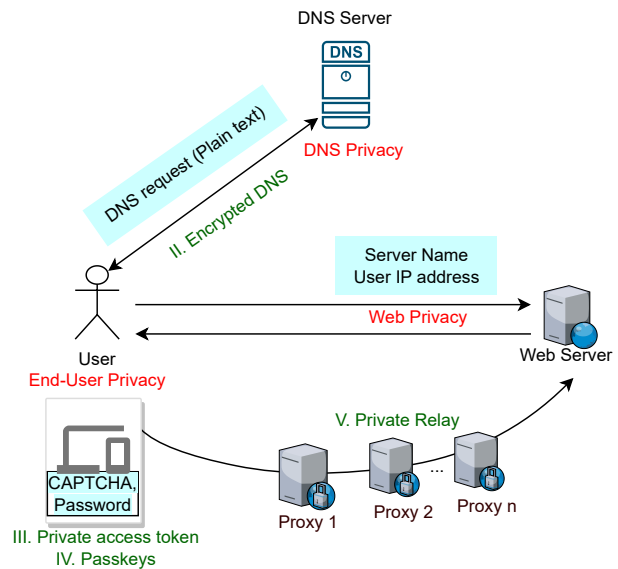 DNS Server
DNS
DNS Privacy
DNS request (Plain text)
II. Encrypted DNS
Server Name
User IP address
Web Privacy
Web Server
User
End-User Privacy
CAPTCHA,
Password
III. Private access token
IV. Passkeys
V. Private Relay
Proxy 1
Proxy 2
...
Proxy n